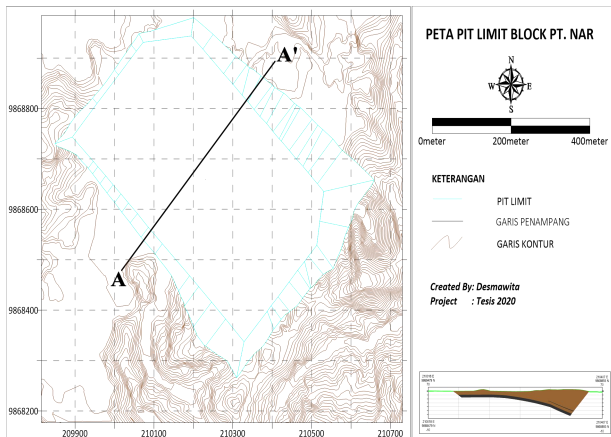 PETA PIT LIMIT BLOCK PT. NAR
N
W E
S
0meter 200meter 400meter
KETERANGAN
PIT LIMIT
GARIS PENAMPANG
GARIS KONTUR
Created By: Desmawita
Project : Tesis 2020
A'
A
9868800
9868600
9868400
9868200
209900 210100 210300 210500 210700